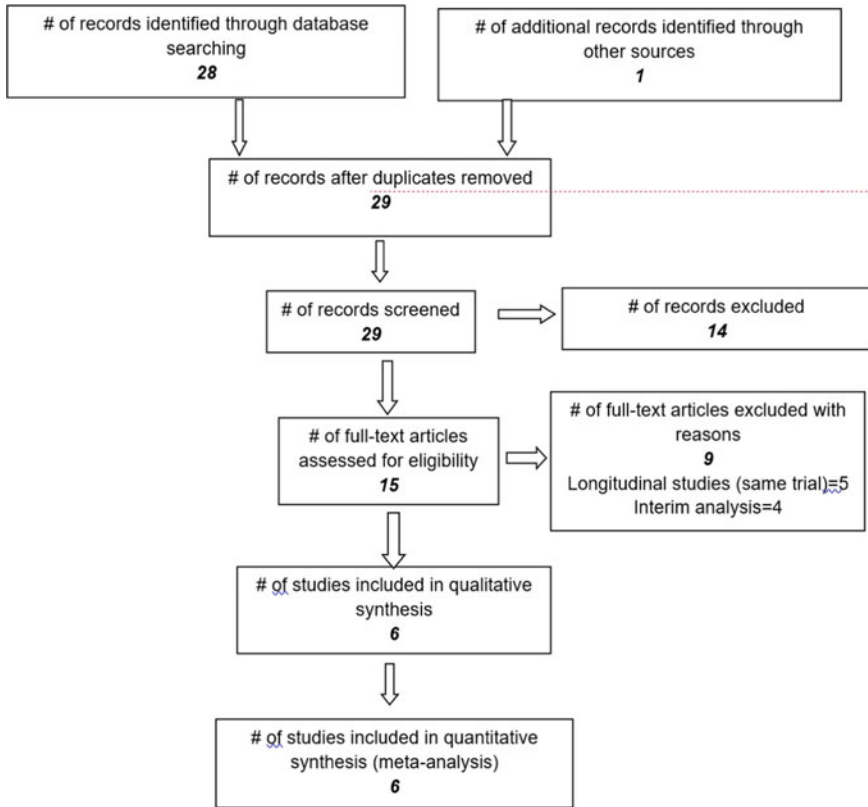 # of records identified through database
searching
28
# of additional records identified through
other sources
1
# of records after duplicates removed
29
# of records screened
29
# of records excluded
14
# of full-text articles
assessed for eligibility
15
# of full-text articles excluded with
reasons
9
Longitudinal studies (same trial)=5
Interim analysis=4
# of studies included in qualitative
synthesis
6
# of studies included in quantitative
synthesis (meta-analysis)
6